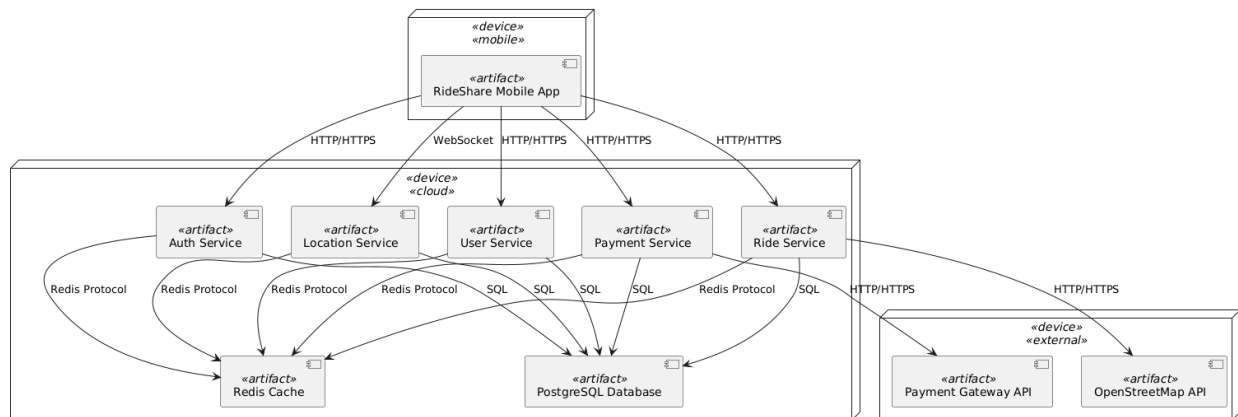 «device»
«mobile»
«artifact»
RideShare Mobile App
HTTP/HTTPS
WebSocket
HTTP/HTTPS
HTTP/HTTPS
HTTP/HTTPS
«device»
«cloud»
«artifact»
Auth Service
«artifact»
Location Service
«artifact»
User Service
«artifact»
Payment Service
«artifact»
Ride Service
Redis Protocol
Redis Protocol
Redis Protocol
Redis Protocol
SQL
SQL
SQL
SQL
Redis Protocol
SQL
HTTP/HTTPS
HTTP/HTTPS
«device»
«external»
«artifact»
Redis Cache
«artifact»
PostgreSQL Database
«artifact»
Payment Gateway API
«artifact»
OpenStreetMap API